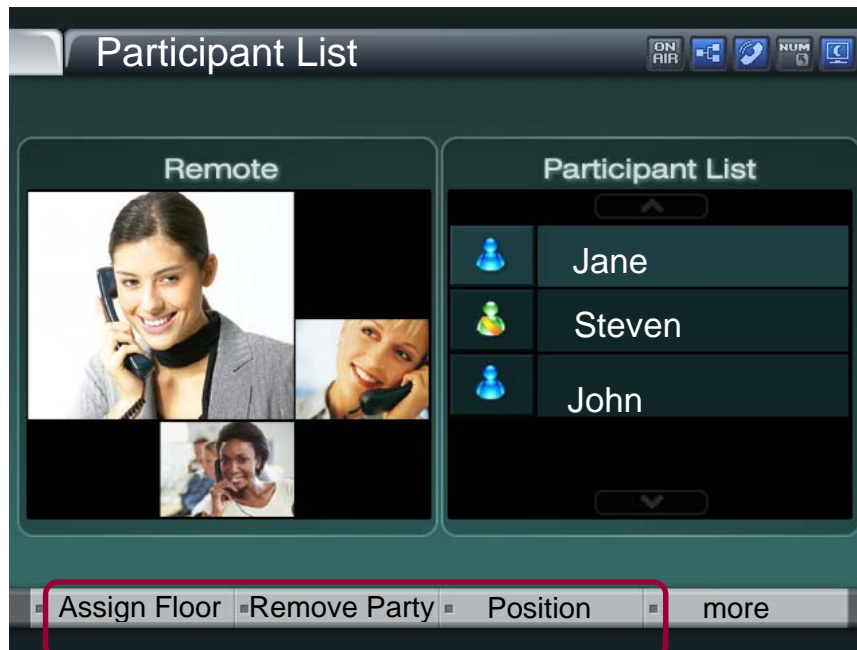 Participant List
ON AIR
NUM
Remote
Participant List
Jane
Steven
John
Assign Floor
Remove Party
Position
more